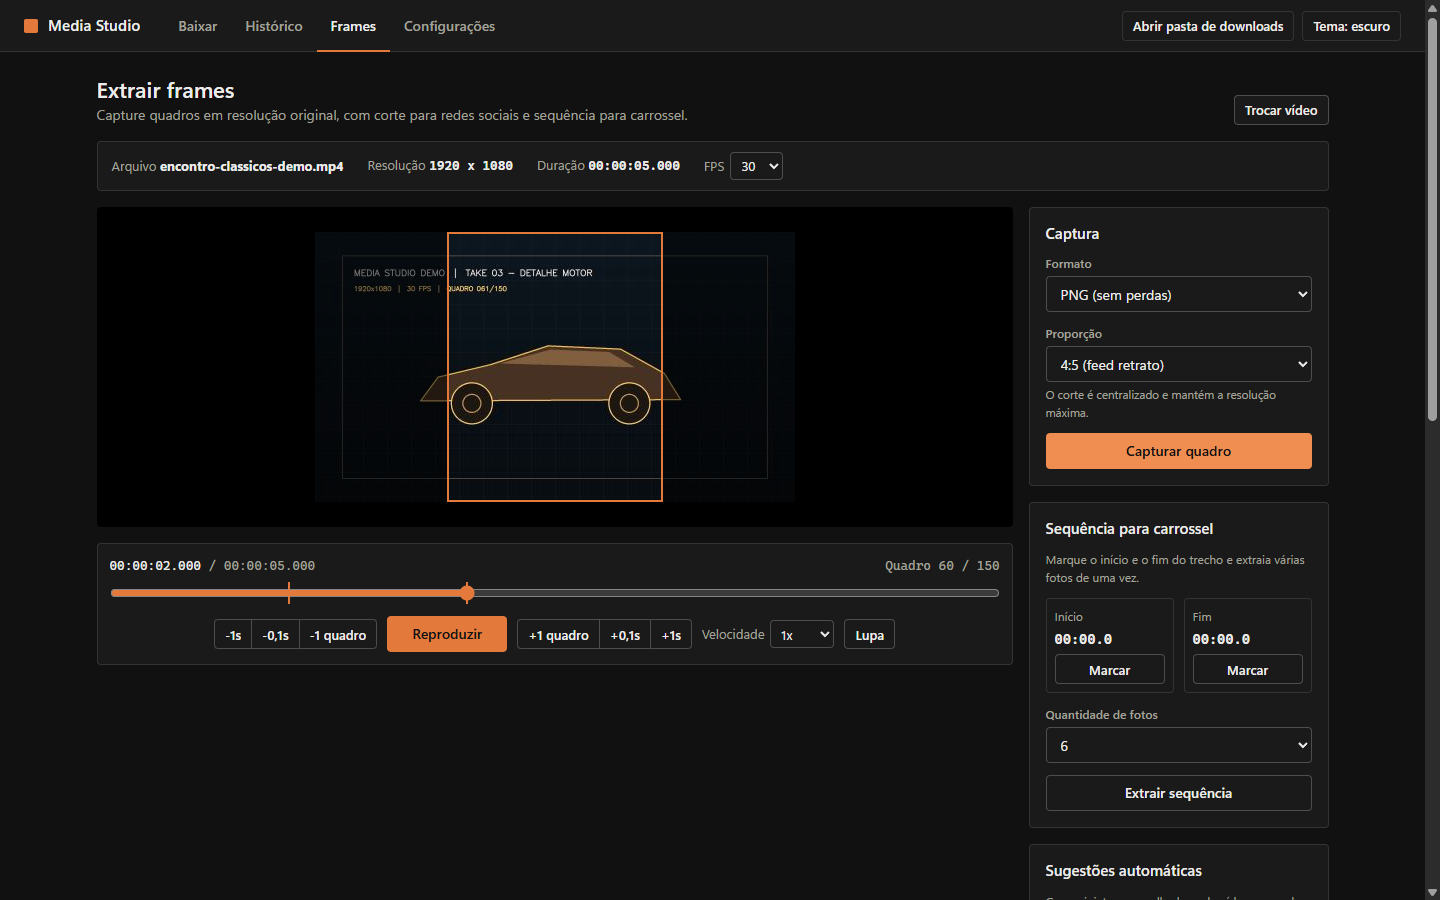 Media Studio
Baixar
Histórico
Frames
Configurações
Abrir pasta de downloads
Tema: escuro
Extrair frames
Capture quadros em resolução original, com corte para redes sociais e sequência para carrossel.
Trocar vídeo
Arquivo encontro-classicos-demo.mp4
Resolução 1920 x 1080
Duração 00:00:05.000
FPS 30
MEDIA STUDIO DEMO | TAKE 03 — DETALHE MOTOR
1920x1080 | 30 FPS | QUADRO 061/150
00:00:02.000 / 00:00:05.000
Quadro 60 / 150
-1s
-0,1s
-1 quadro
Reproduzir
+1 quadro
+0,1s
+1s
Velocidade
1x
Lupa
Captura
Formato
PNG (sem perdas)
Proporção
4:5 (feed retrato)
O corte é centralizado e mantém a resolução
máxima.
Capturar quadro
Sequência para carrossel
Marque o início e o fim do trecho e extraia várias
fotos de uma vez.
Início
00:00.0
Marcar
Fim
00:00.0
Marcar
Quantidade de fotos
6
Extrair sequência
Sugestões automáticas